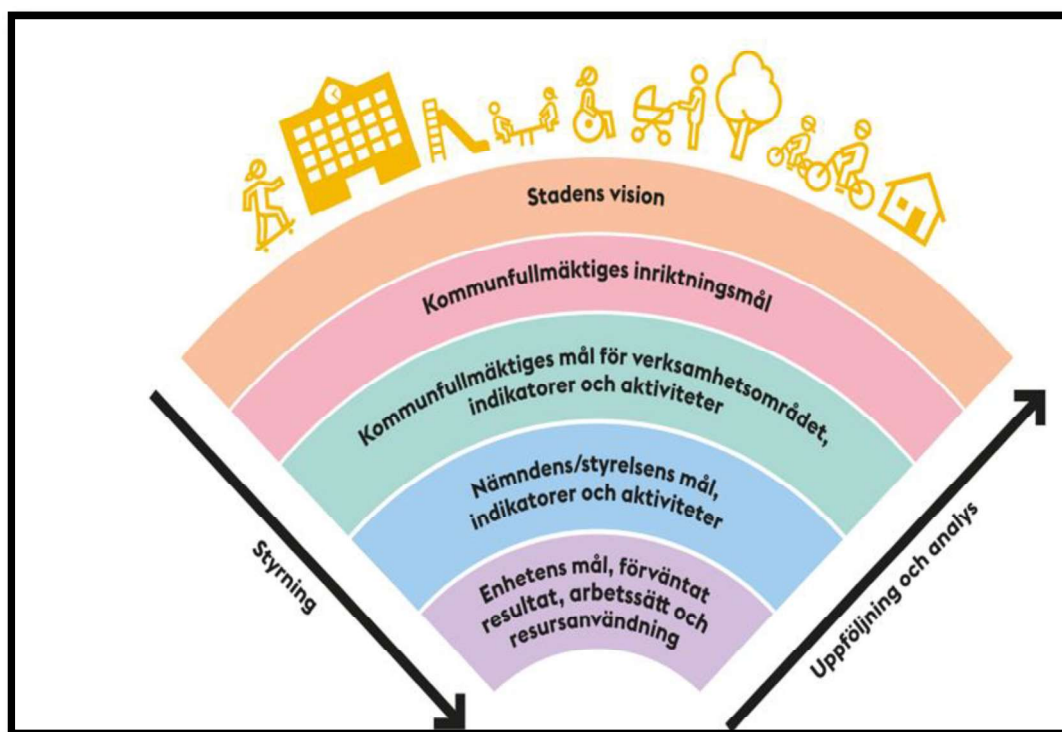 Stadens vision
Kommunfullmäktiges inriktningsmål
Kommunfullmäktiges mål för verksamhetsområdet,
indikatorer och aktiviteter
Nämndens/styrelsens mål,
indikatorer och aktiviteter
Enhetens mål, förväntat
resultat, arbetssätt och
resursanvändning
Styrning
Uppföljning och analys